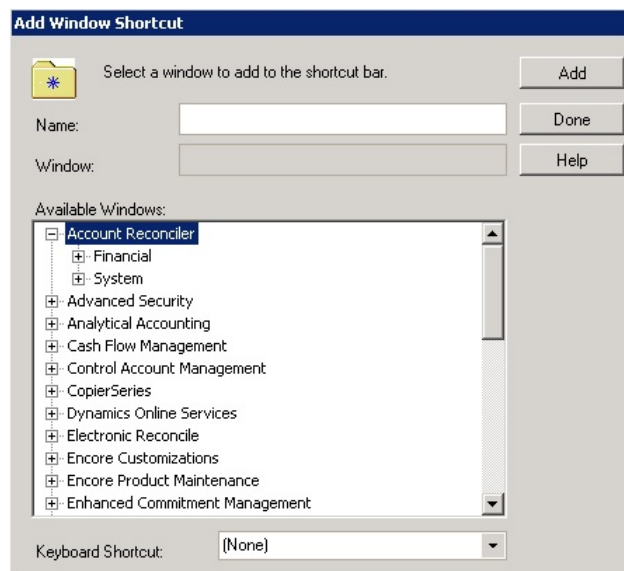 Add Window Shortcut
Select a window to add to the shortcut bar.
Add
Name:
Done
Window:
Help
Available Windows:
Account Reconciler
Financial
System
Advanced Security
Analytical Accounting
Cash Flow Management
Control Account Management
CopierSeries
Dynamics Online Services
Electronic Reconcile
Encore Customizations
Encore Product Maintenance
Enhanced Commitment Management
Keyboard Shortcut:
(None)